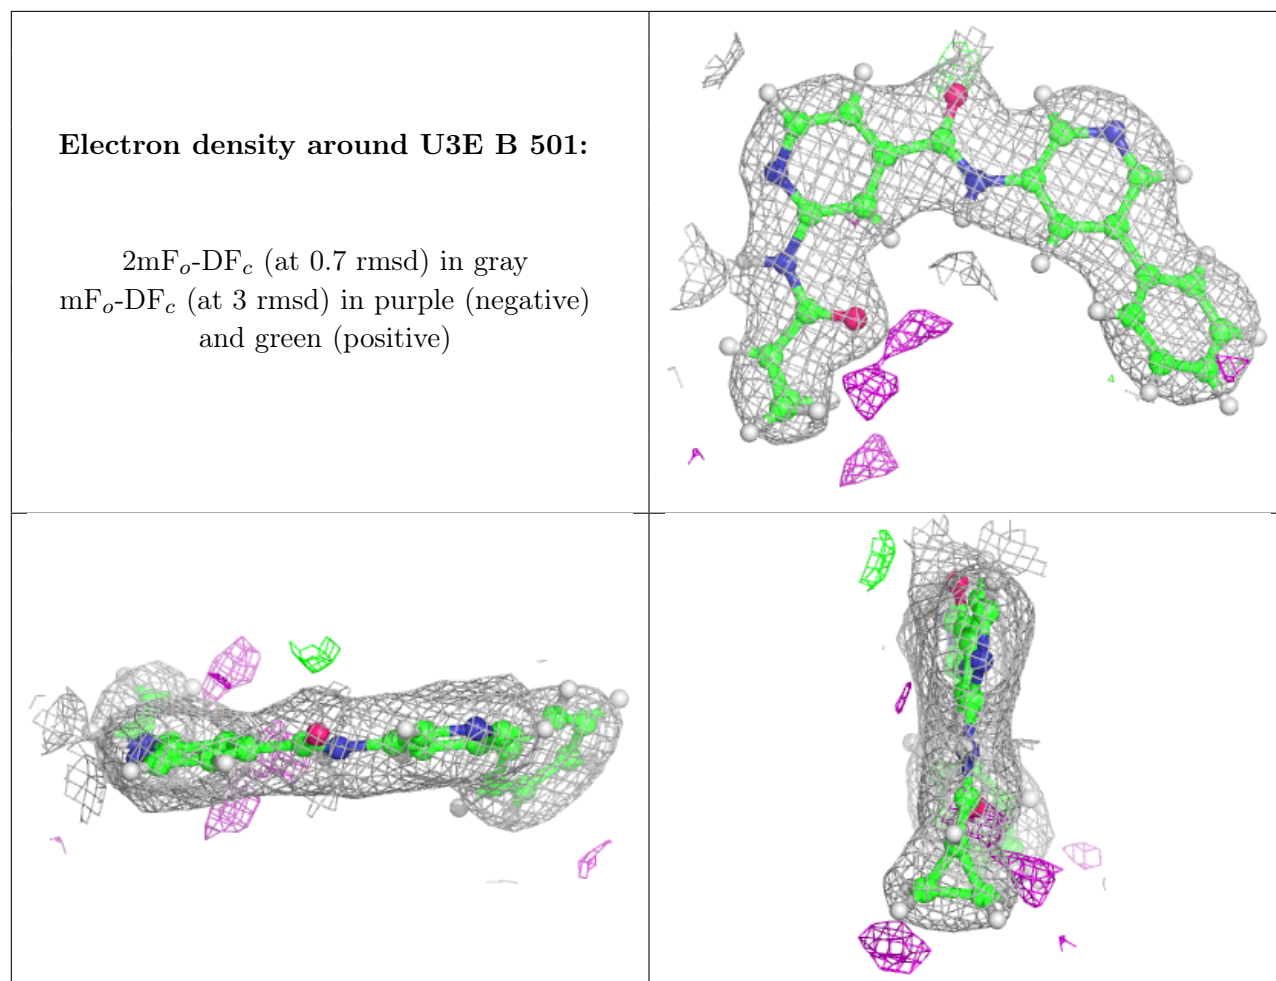 Electron density around U3E B 501:
2mFo-DFc (at 0.7 rmsd) in gray
mFo-DFc (at 3 rmsd) in purple (negative)
and green (positive)